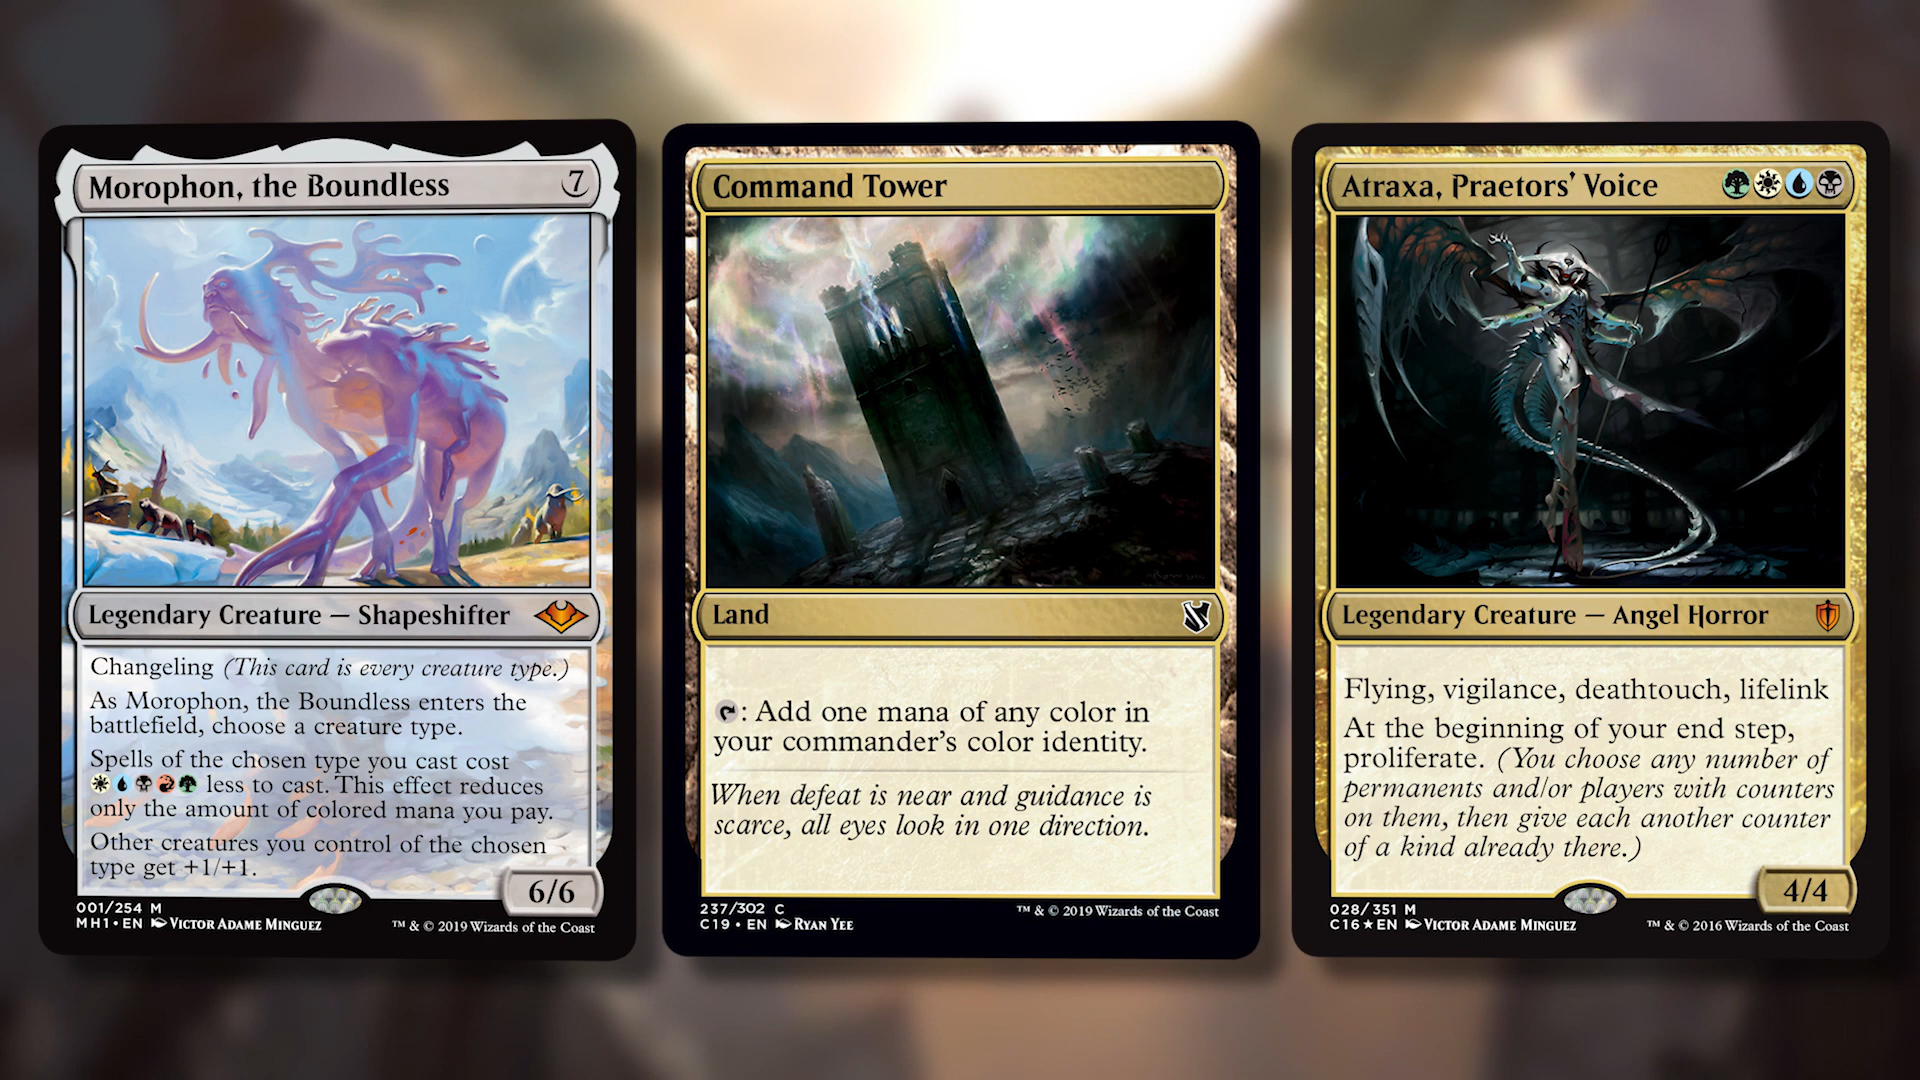 Morophon, the Boundless 7
Legendary Creature — Shapeshifter
Changeling (This card is every creature type.)
As Morophon, the Boundless enters the
battlefield, choose a creature type.
Spells of the chosen type you cast cost
less to cast. This effect reduces
only the amount of colored mana you pay.
Other creatures you control of the chosen
type get +1/+1.
6/6
001/254 M
MH1 • EN Victor Adame Minguez
™ & © 2019 Wizards of the Coast
Command Tower
Land
: Add one mana of any color in
your commander's color identity.
When defeat is near and guidance is
scarce, all eyes look in one direction.
237/302 C
C19 • EN Ryan Yee
™ & © 2019 Wizards of the Coast
Atraxa, Praetors' Voice
Legendary Creature — Angel Horror
Flying, vigilance, deathtouch, lifelink
At the beginning of your end step,
proliferate. (You choose any number of
permanents and/or players with counters
on them, then give each another counter
of a kind already there.)
4/4
028/351 M
C16★EN Victor Adame Minguez
™ & © 2016 Wizards of the Coast